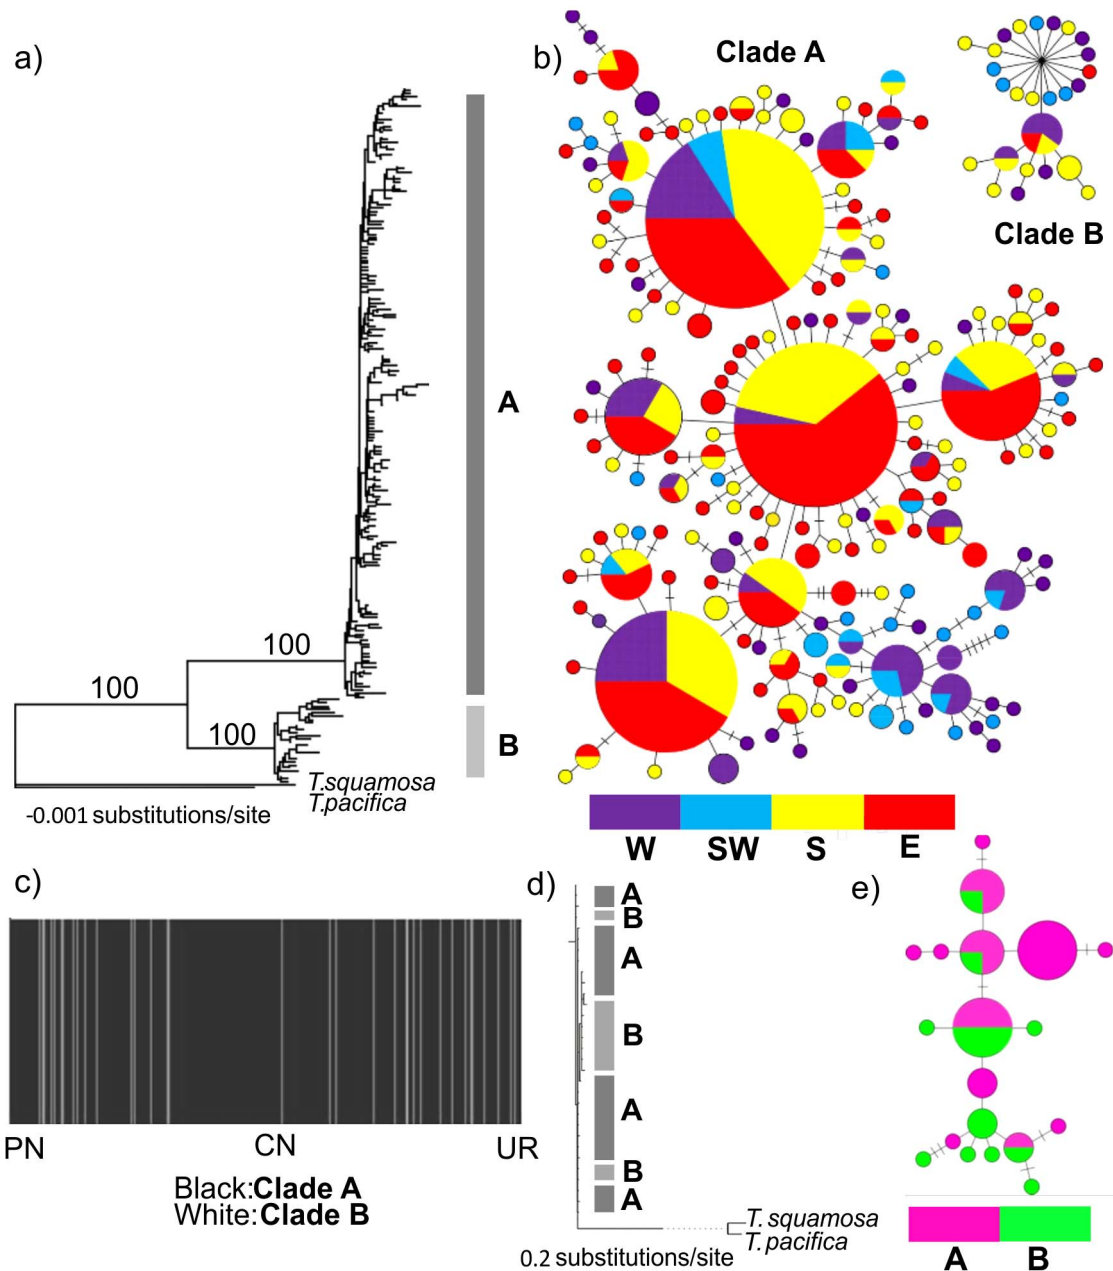 a)
b)
Clade A
Clade B
A
100
100
100
B
T.squamosa
T.pacifica
-0.001 substitutions/site
W SW S E
c)
PN CN UR
Black:Clade A
White:Clade B
d)
A
B
A
B
A
B
A
T. squamosa
T. pacifica
0.2 substitutions/site
e)
A B